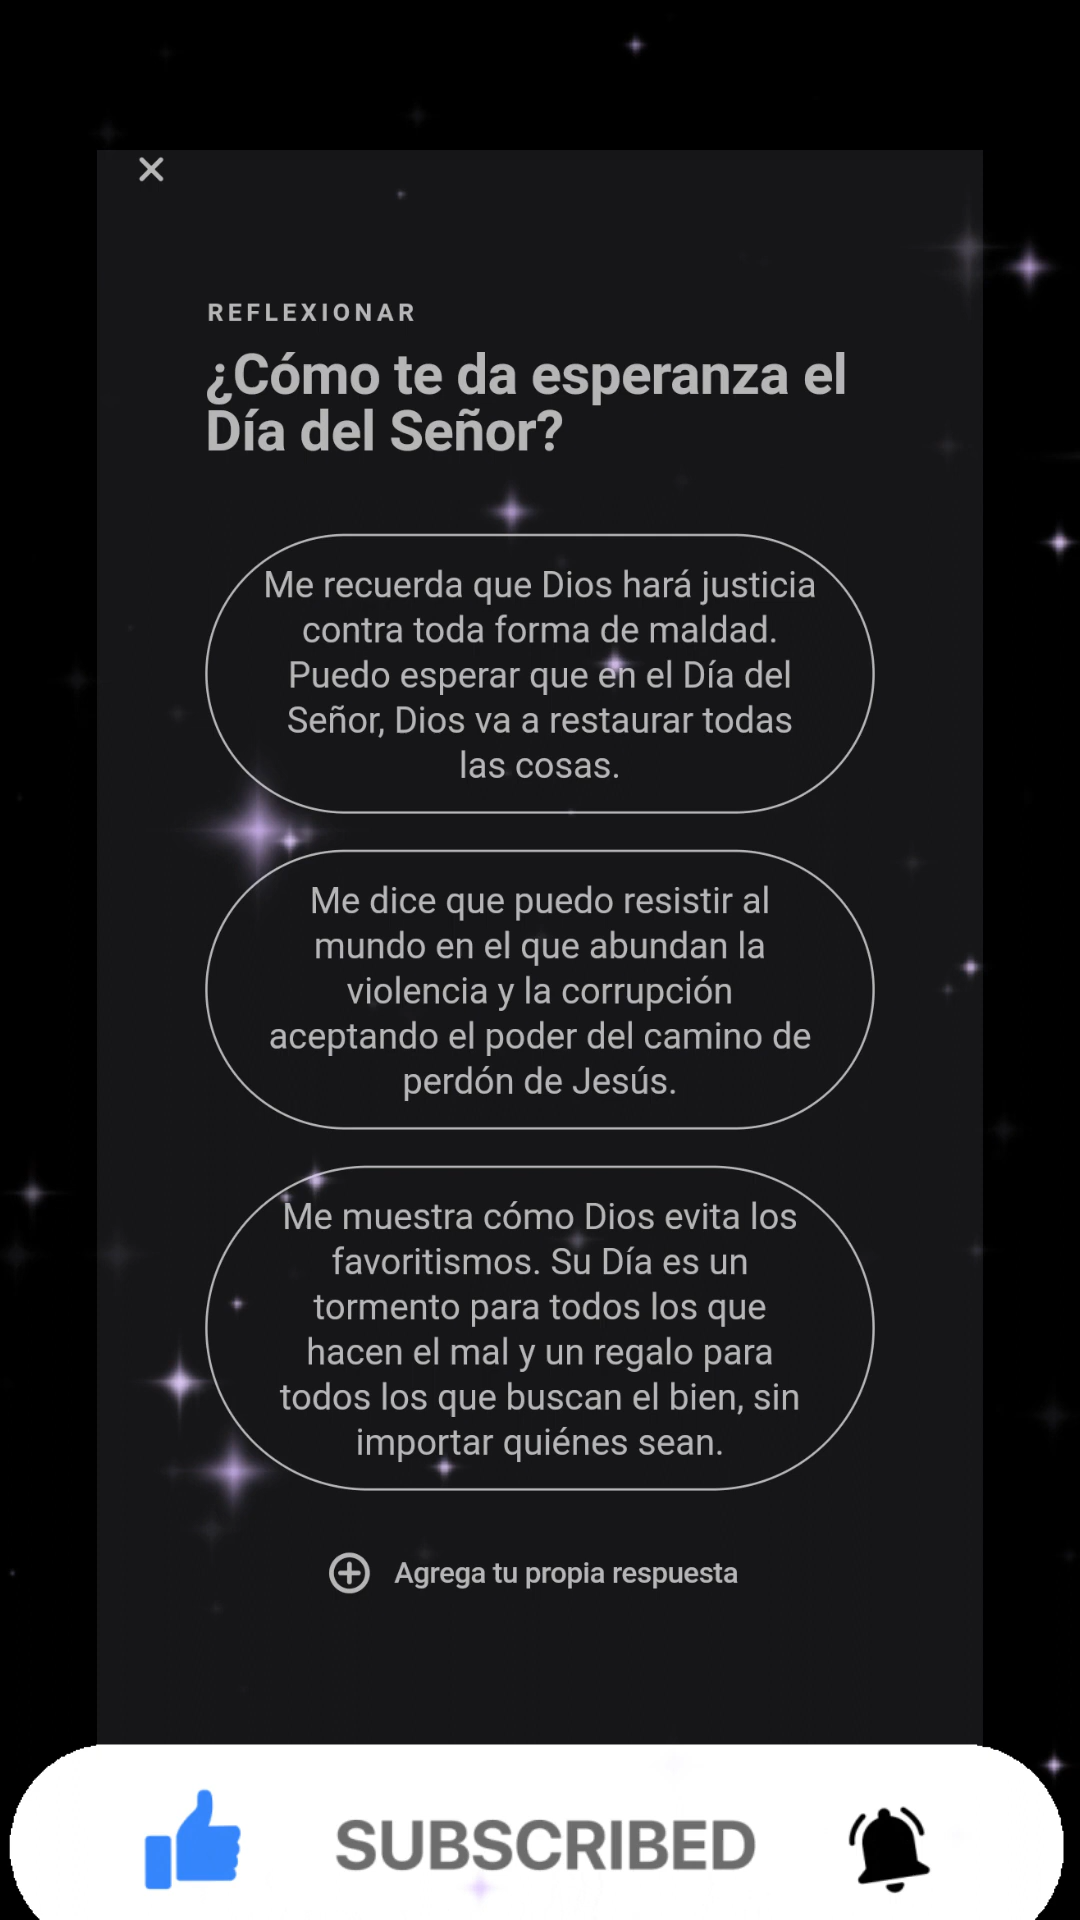 REFLEXIONAR
¿Cómo te da esperanza el
Día del Señor?
Me recuerda que Dios hará justicia
contra toda forma de maldad.
Puedo esperar que en el Día del
Señor, Dios va a restaurar todas
las cosas.
Me dice que puedo resistir al
mundo en el que abundan la
violencia y la corrupción
aceptando el poder del camino de
perdón de Jesús.
Me muestra cómo Dios evita los
favoritismos. Su Día es un
tormento para todos los que
hacen el mal y un regalo para
todos los que buscan el bien, sin
importar quiénes sean.
Agrega tu propia respuesta
SUBSCRIBED